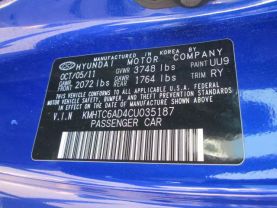 MANUFACTURED IN KOREA BY
HYUNDAI MOTOR COMPANY
OCT/05/11 GVWR 3748 lbs PAINT UU9
GAWR FRONT 2072 lbs GAWR REAR 1764 lbs TRIM RY
THIS VEHICLE CONFORMS TO ALL APPLICABLE
FEDERAL MOTOR VEHICLE SAFETY, BUMPER,
AND THEFT PREVENTION STANDARDS IN EFFECT
ON THE DATE OF MANUFACTURE SHOWN ABOVE.
V.I.N KMHTC6AD4CU035187
PASSENGER CAR